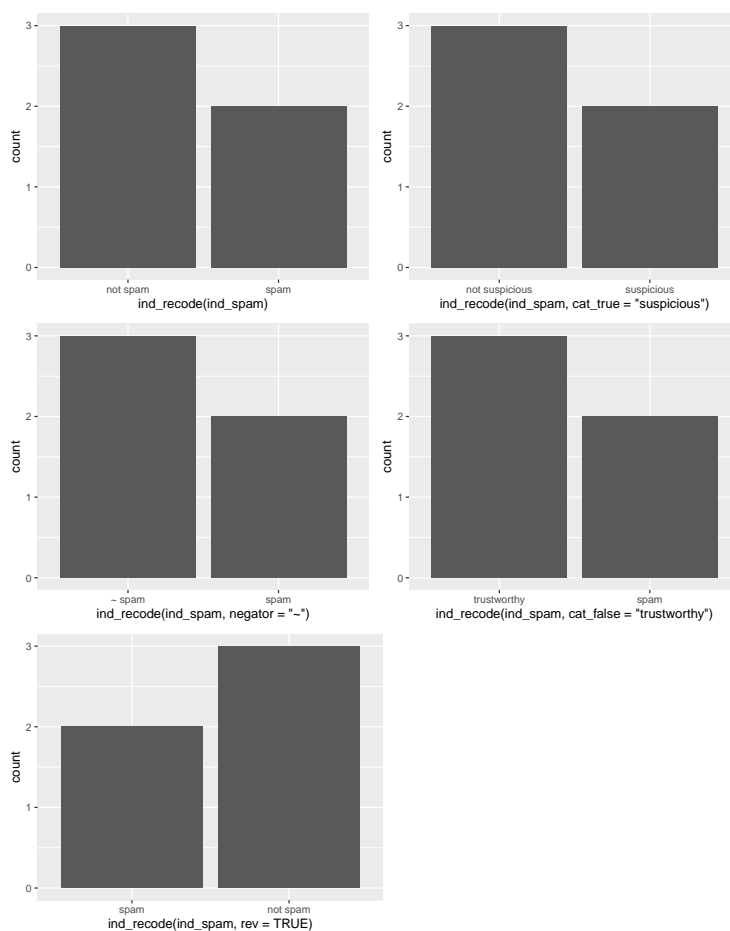 3
2
1
0
count
not spam spam
ind_recode(ind_spam)
3
2
1
0
count
not suspicious suspicious
ind_recode(ind_spam, cat_true = "suspicious")
3
2
1
0
count
~ spam spam
ind_recode(ind_spam, negator = "~")
3
2
1
0
count
trustworthy spam
ind_recode(ind_spam, cat_false = "trustworthy")
3
2
1
0
count
spam not spam
ind_recode(ind_spam, rev = TRUE)